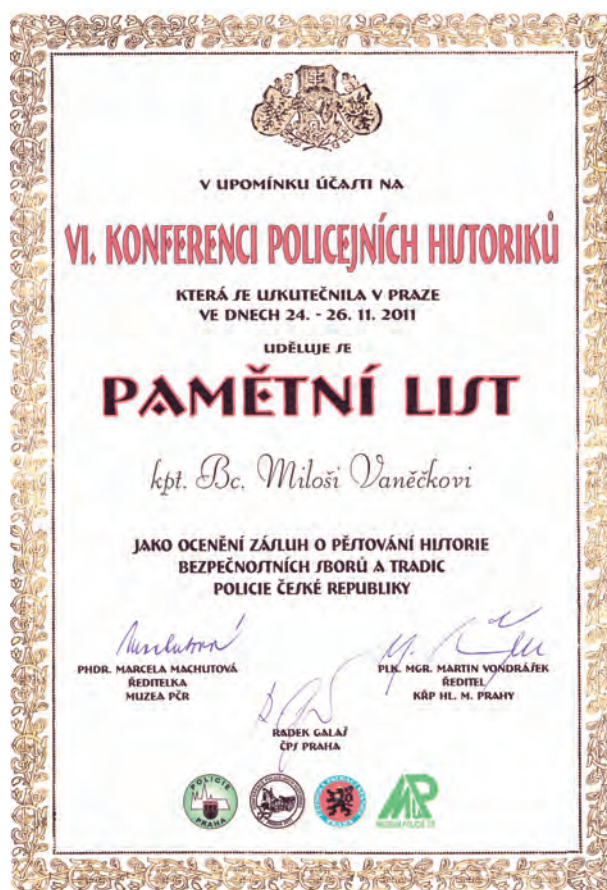 V UPOMÍNKU ÚČASTI NA
VI. KONFERENCI POLICEJNÍCH HISTORIKŮ
KTERÁ SE USKUTEČNILA V PRAZE
VE DNECH 24. - 26. 11. 2011
UDĚLUJE SE
PAMĚTNÍ LIST
kpt. Bc. Miloši Vaněčkovi
JAKO OCENĚNÍ ZÁSLUH O PĚSTOVÁNÍ HISTORIE
BEZPEČNOSTNÍCH SBORŮ A TRADIC
POLICIE ČESKÉ REPUBLIKY
PHDR. MARCELA MACHUTOVÁ
ŘEDITELKA
MUZEA PČR
PLK. MGR. MARTIN VONDRÁŠEK
ŘEDITEL
KŘP HL. M. PRAHY
RADEK GALAŠ
ČPS PRAHA
POLICIE
PRAHA
MP